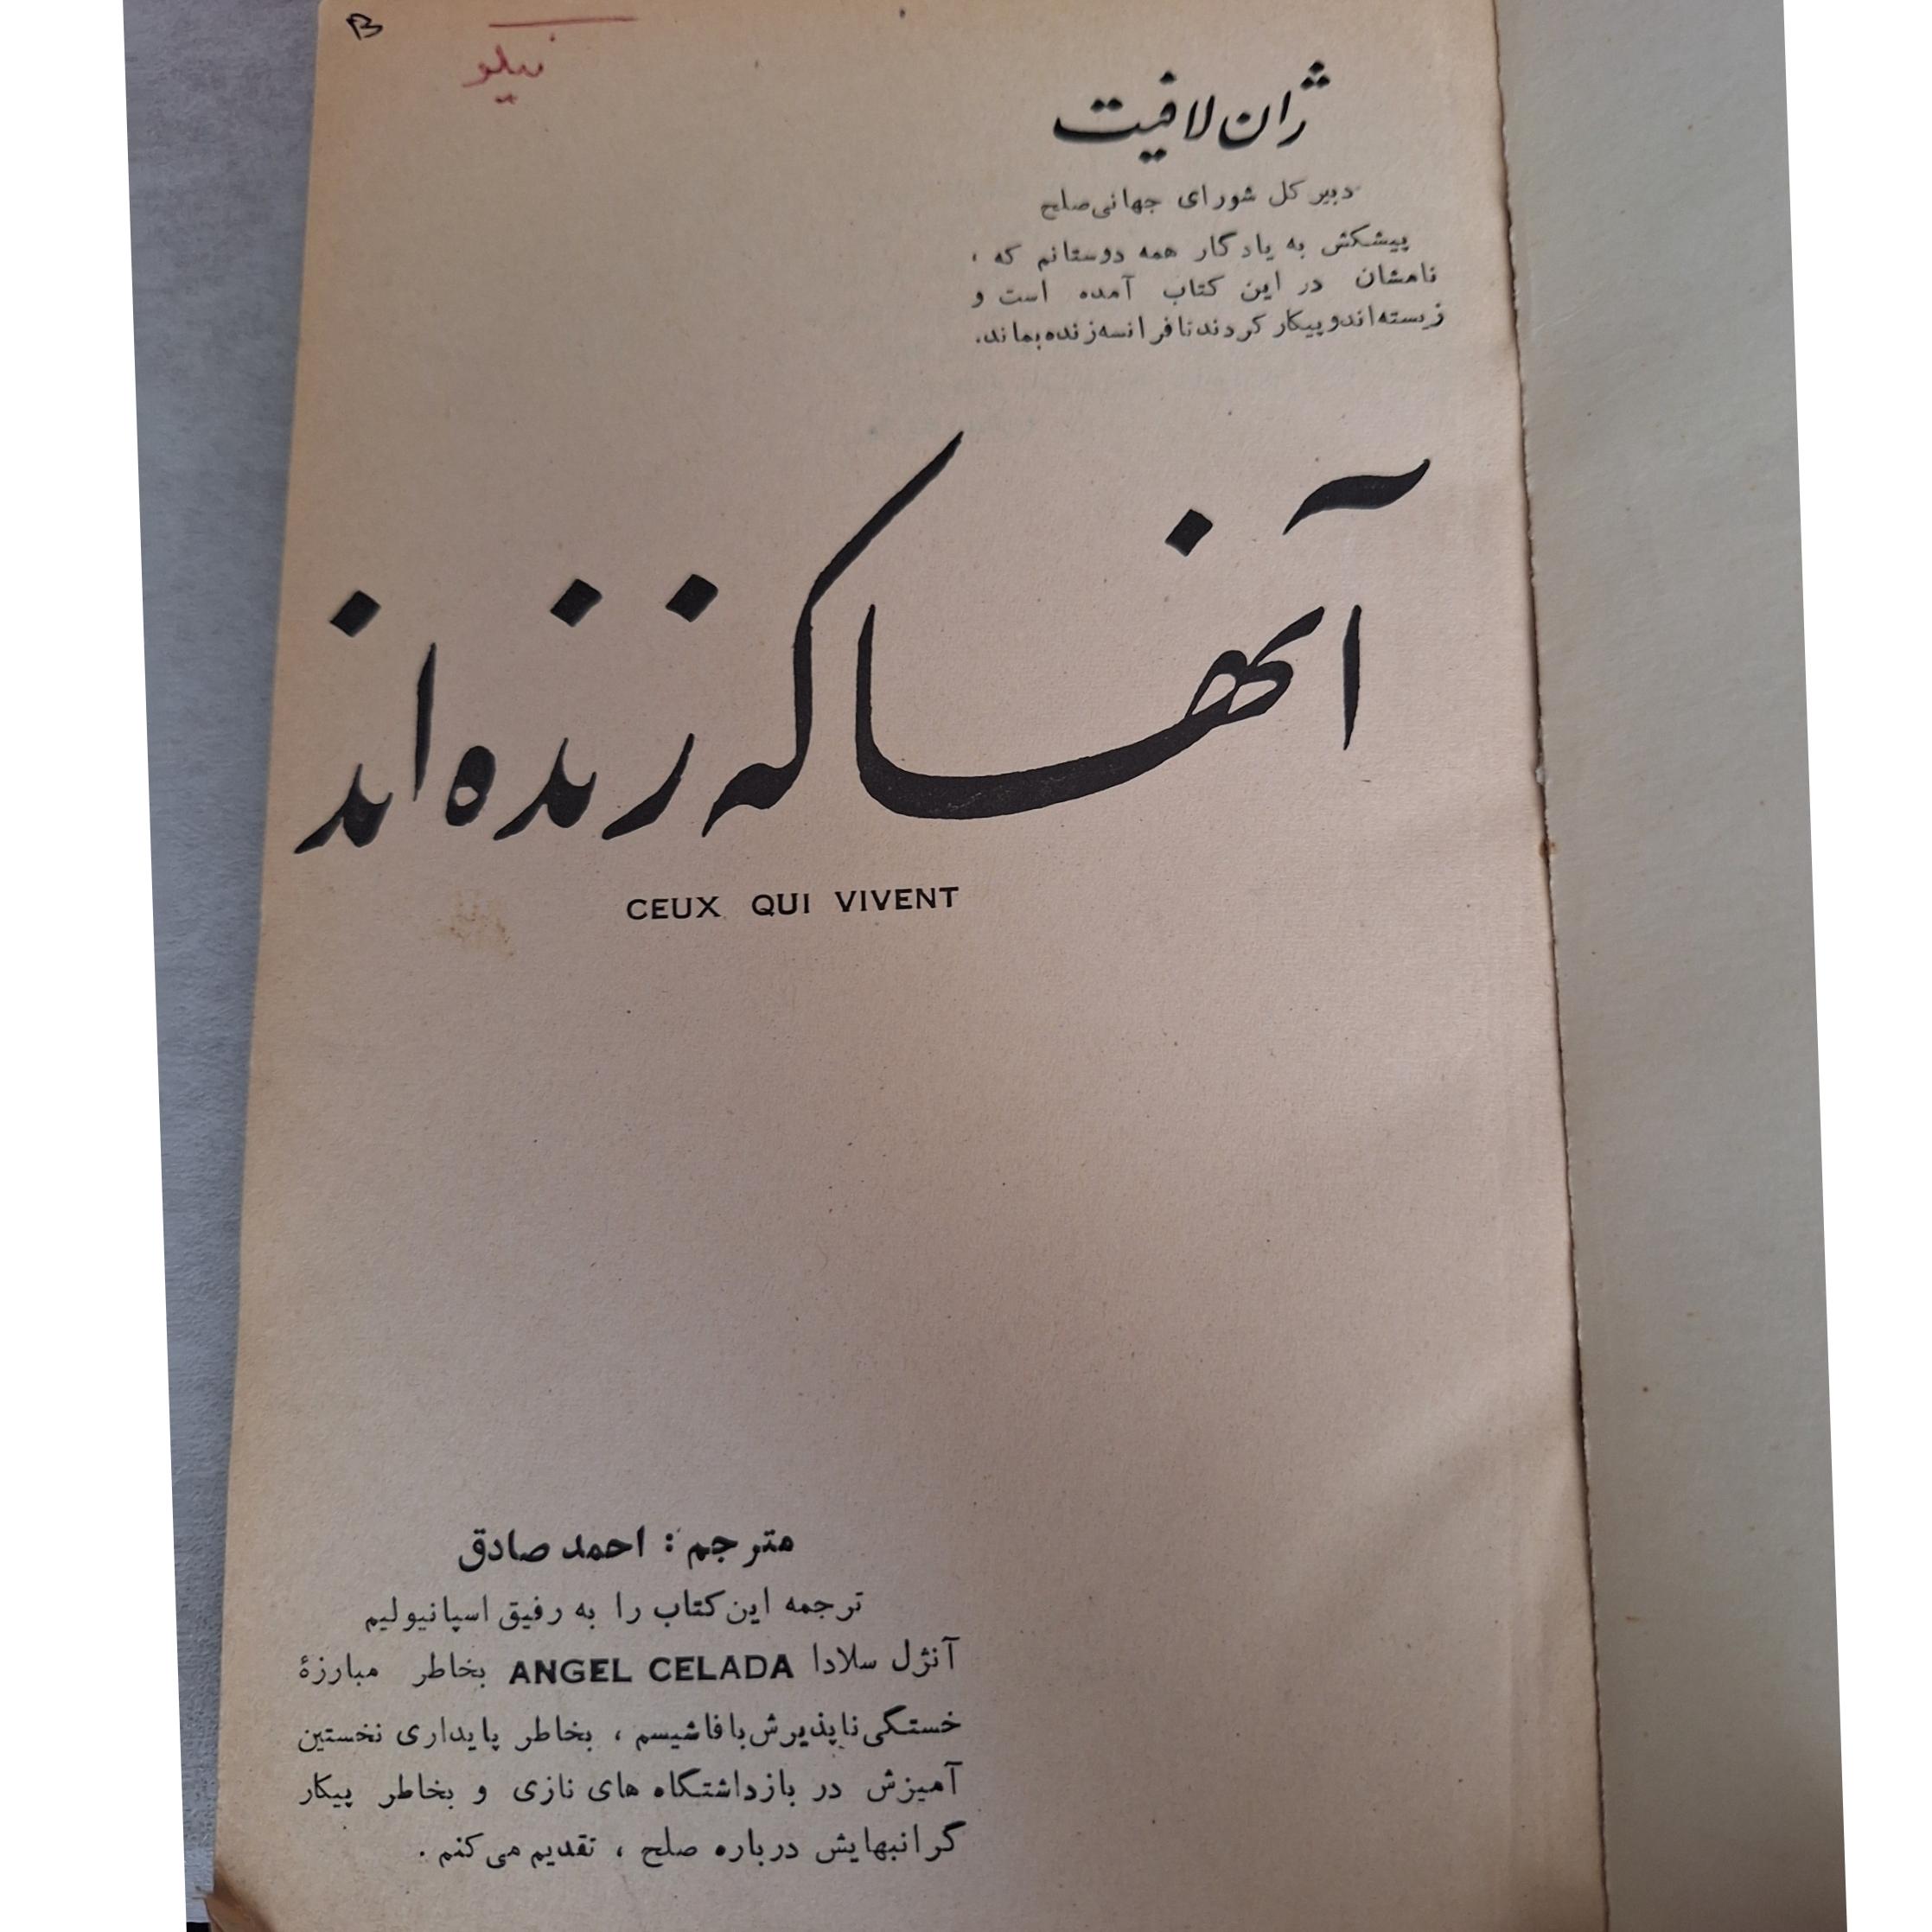 B
نیلو
ژان لافیت
دبیر کل شورای جهانی صلح
پیشکش به یادگار همه دوستانم که ،
نامشان در این کتاب آمده است و
زیسته‌اند و پیکار کردند تا فرانسه زنده بماند.
آنها که زنده اند
CEUX QUI VIVENT
مترجم : احمد صادق
ترجمه این کتاب را به رفیق اسپانیولیم
آنژل سلادا ANGEL CELADA بخاطر مبارزهٔ
خستگی ناپذیرش با فاشیسم ، بخاطر پایداری نخستین
آمیزش در بازداشتگاه های نازی و بخاطر پیکار
گرانبهایش درباره صلح ، تقدیم می کنم .